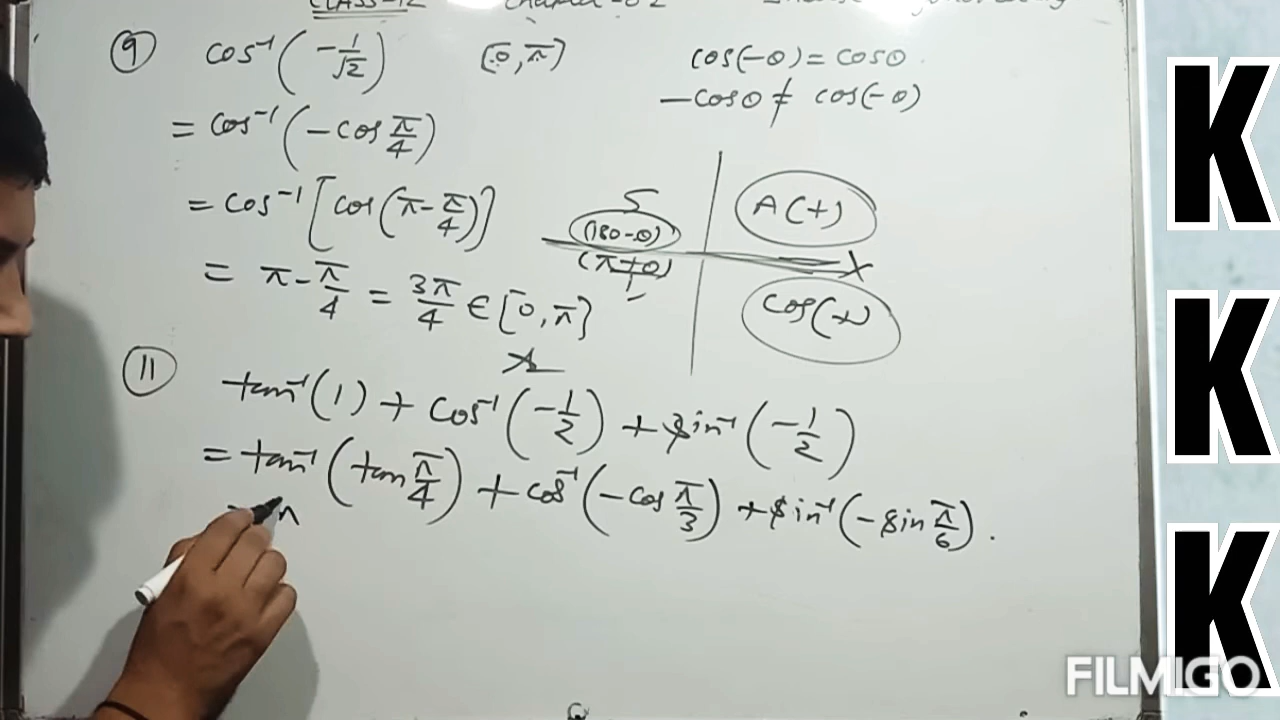 CLASS-12
⑨ cos⁻¹(-1/√2) [0, π] cos(-θ) = cosθ
-cosθ ≠ cos(-θ)
= cos⁻¹(-cos π/4)
= cos⁻¹[cos(π - π/4)]
S A(+)
(180-θ)
(π+θ)
= π - π/4 = 3π/4 ∈ [0, π]
cos(+)
⑪ tan⁻¹(1) + cos⁻¹(-1/2) + sin⁻¹(-1/2)
= tan⁻¹(tan π/4) + cos⁻¹(-cos π/3) + sin⁻¹(-sin π/6).
K
K
K
FILMIGO